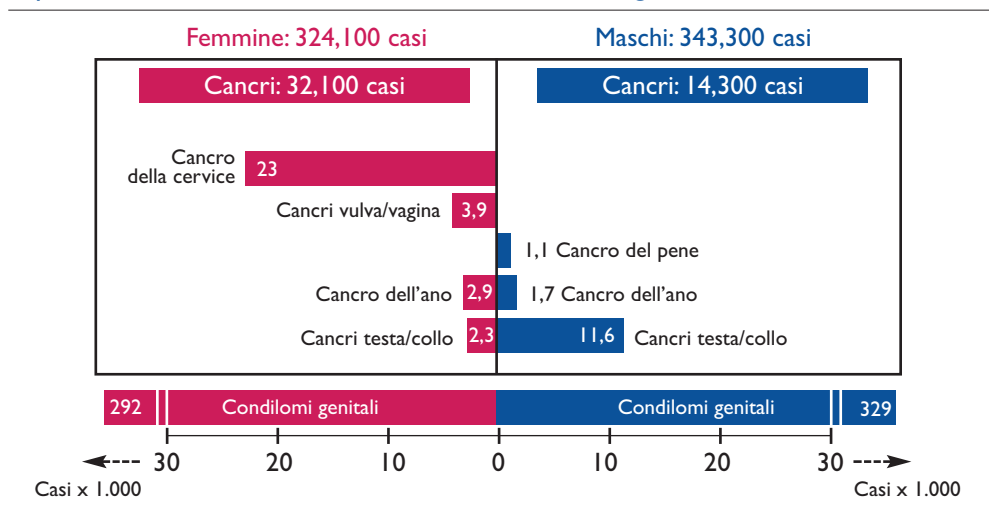 Femmine: 324,100 casi
Maschi: 343,300 casi
Cancri: 32,100 casi
Cancri: 14,300 casi
Cancro
della cervice
23
Cancri vulva/vagina
3,9
1,1 Cancro del pene
Cancro dell'ano
2,9
1,7 Cancro dell'ano
Cancri testa/collo
2,3
11,6
Cancri testa/collo
292
Condilomi genitali
Condilomi genitali
329
30 20 10 0 10 20 30
Casi x 1.000
Casi x 1.000